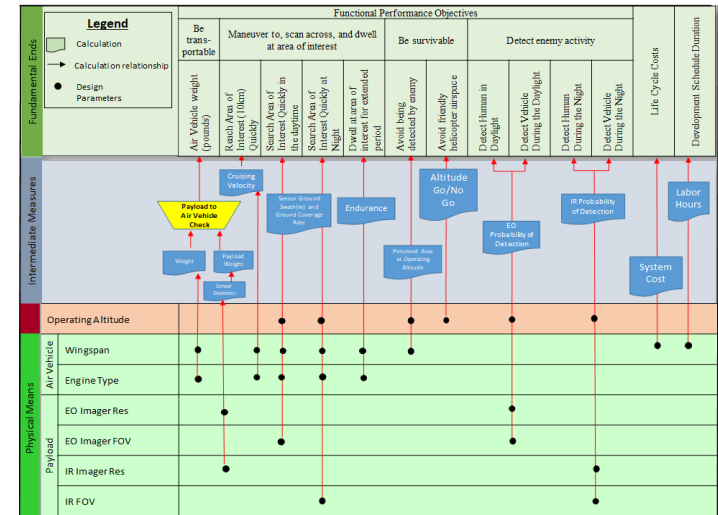 Legend
Calculation
Calculation relationship
Design
Parameters
Functional Performance Objectives
Be
trans-
portable
Maneuver to, scan across, and dwell
at area of interest
Be survivable
Detect enemy activity
Fundamental Ends
Air Vehicle weight
(pounds)
Reach Area of
Interest (10km)
Quickly
Search Area of
Interest Quickly in
the daytime
Search Area of
Interest Quickly at
Night
Dwell at area of
interest for extended
period
Avoid being
detected by enemy
Avoid friendly
helicopter airspace
Detect Human in
Daylight
Detect Vehicle
During the Daylight
Detect Human
During the Night
Detect Vehicle
During the Night
Life Cycle Costs
Development Schedule Duration
Intermediate Measures
Cruising
Velocity
Payload to
Air Vehicle
Check
Weight
Payload
Weight
Sensor
Diameter
Sensor Ground
Swath(m) and
Ground Coverage
Rate
Endurance
Perceived Area
at Operating
Altitude
Altitude
Go/No
Go
EO
Probability of
Detection
IR Probability
of Detection
System
Cost
Labor
Hours
Operating Altitude
Physical Means
Air Vehicle
Wingspan
Engine Type
Payload
EO Imager Res
EO Imager FOV
IR Imager Res
IR FOV